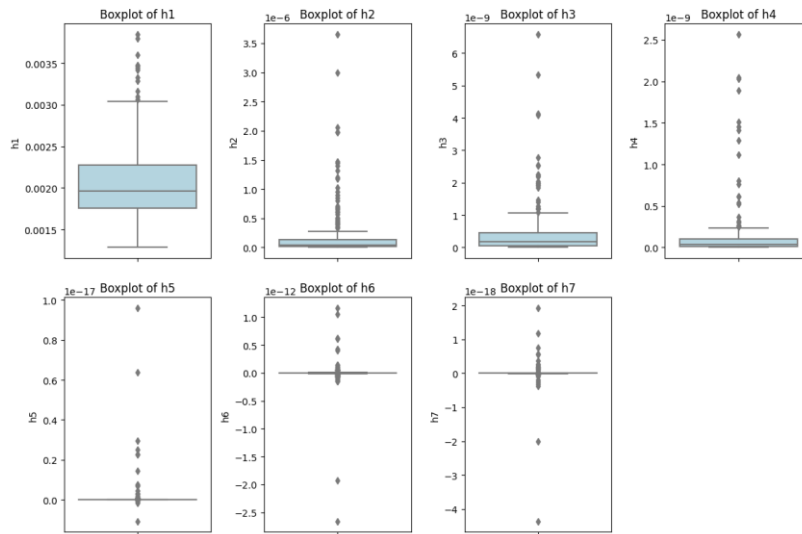 Boxplot of h1
0.0035
0.0030
0.0025
0.0020
0.0015
h1
1e−6
Boxplot of h2
3.5
3.0
2.5
2.0
1.5
1.0
0.5
0.0
h2
1e−9
Boxplot of h3
6
5
4
3
2
1
0
h3
1e−9
Boxplot of h4
2.5
2.0
1.5
1.0
0.5
0.0
h4
1e−17
Boxplot of h5
1.0
0.8
0.6
0.4
0.2
0.0
h5
1e−12
Boxplot of h6
1.0
0.5
0.0
−0.5
−1.0
−1.5
−2.0
−2.5
h6
1e−18
Boxplot of h7
2
1
0
−1
−2
−3
−4
h7